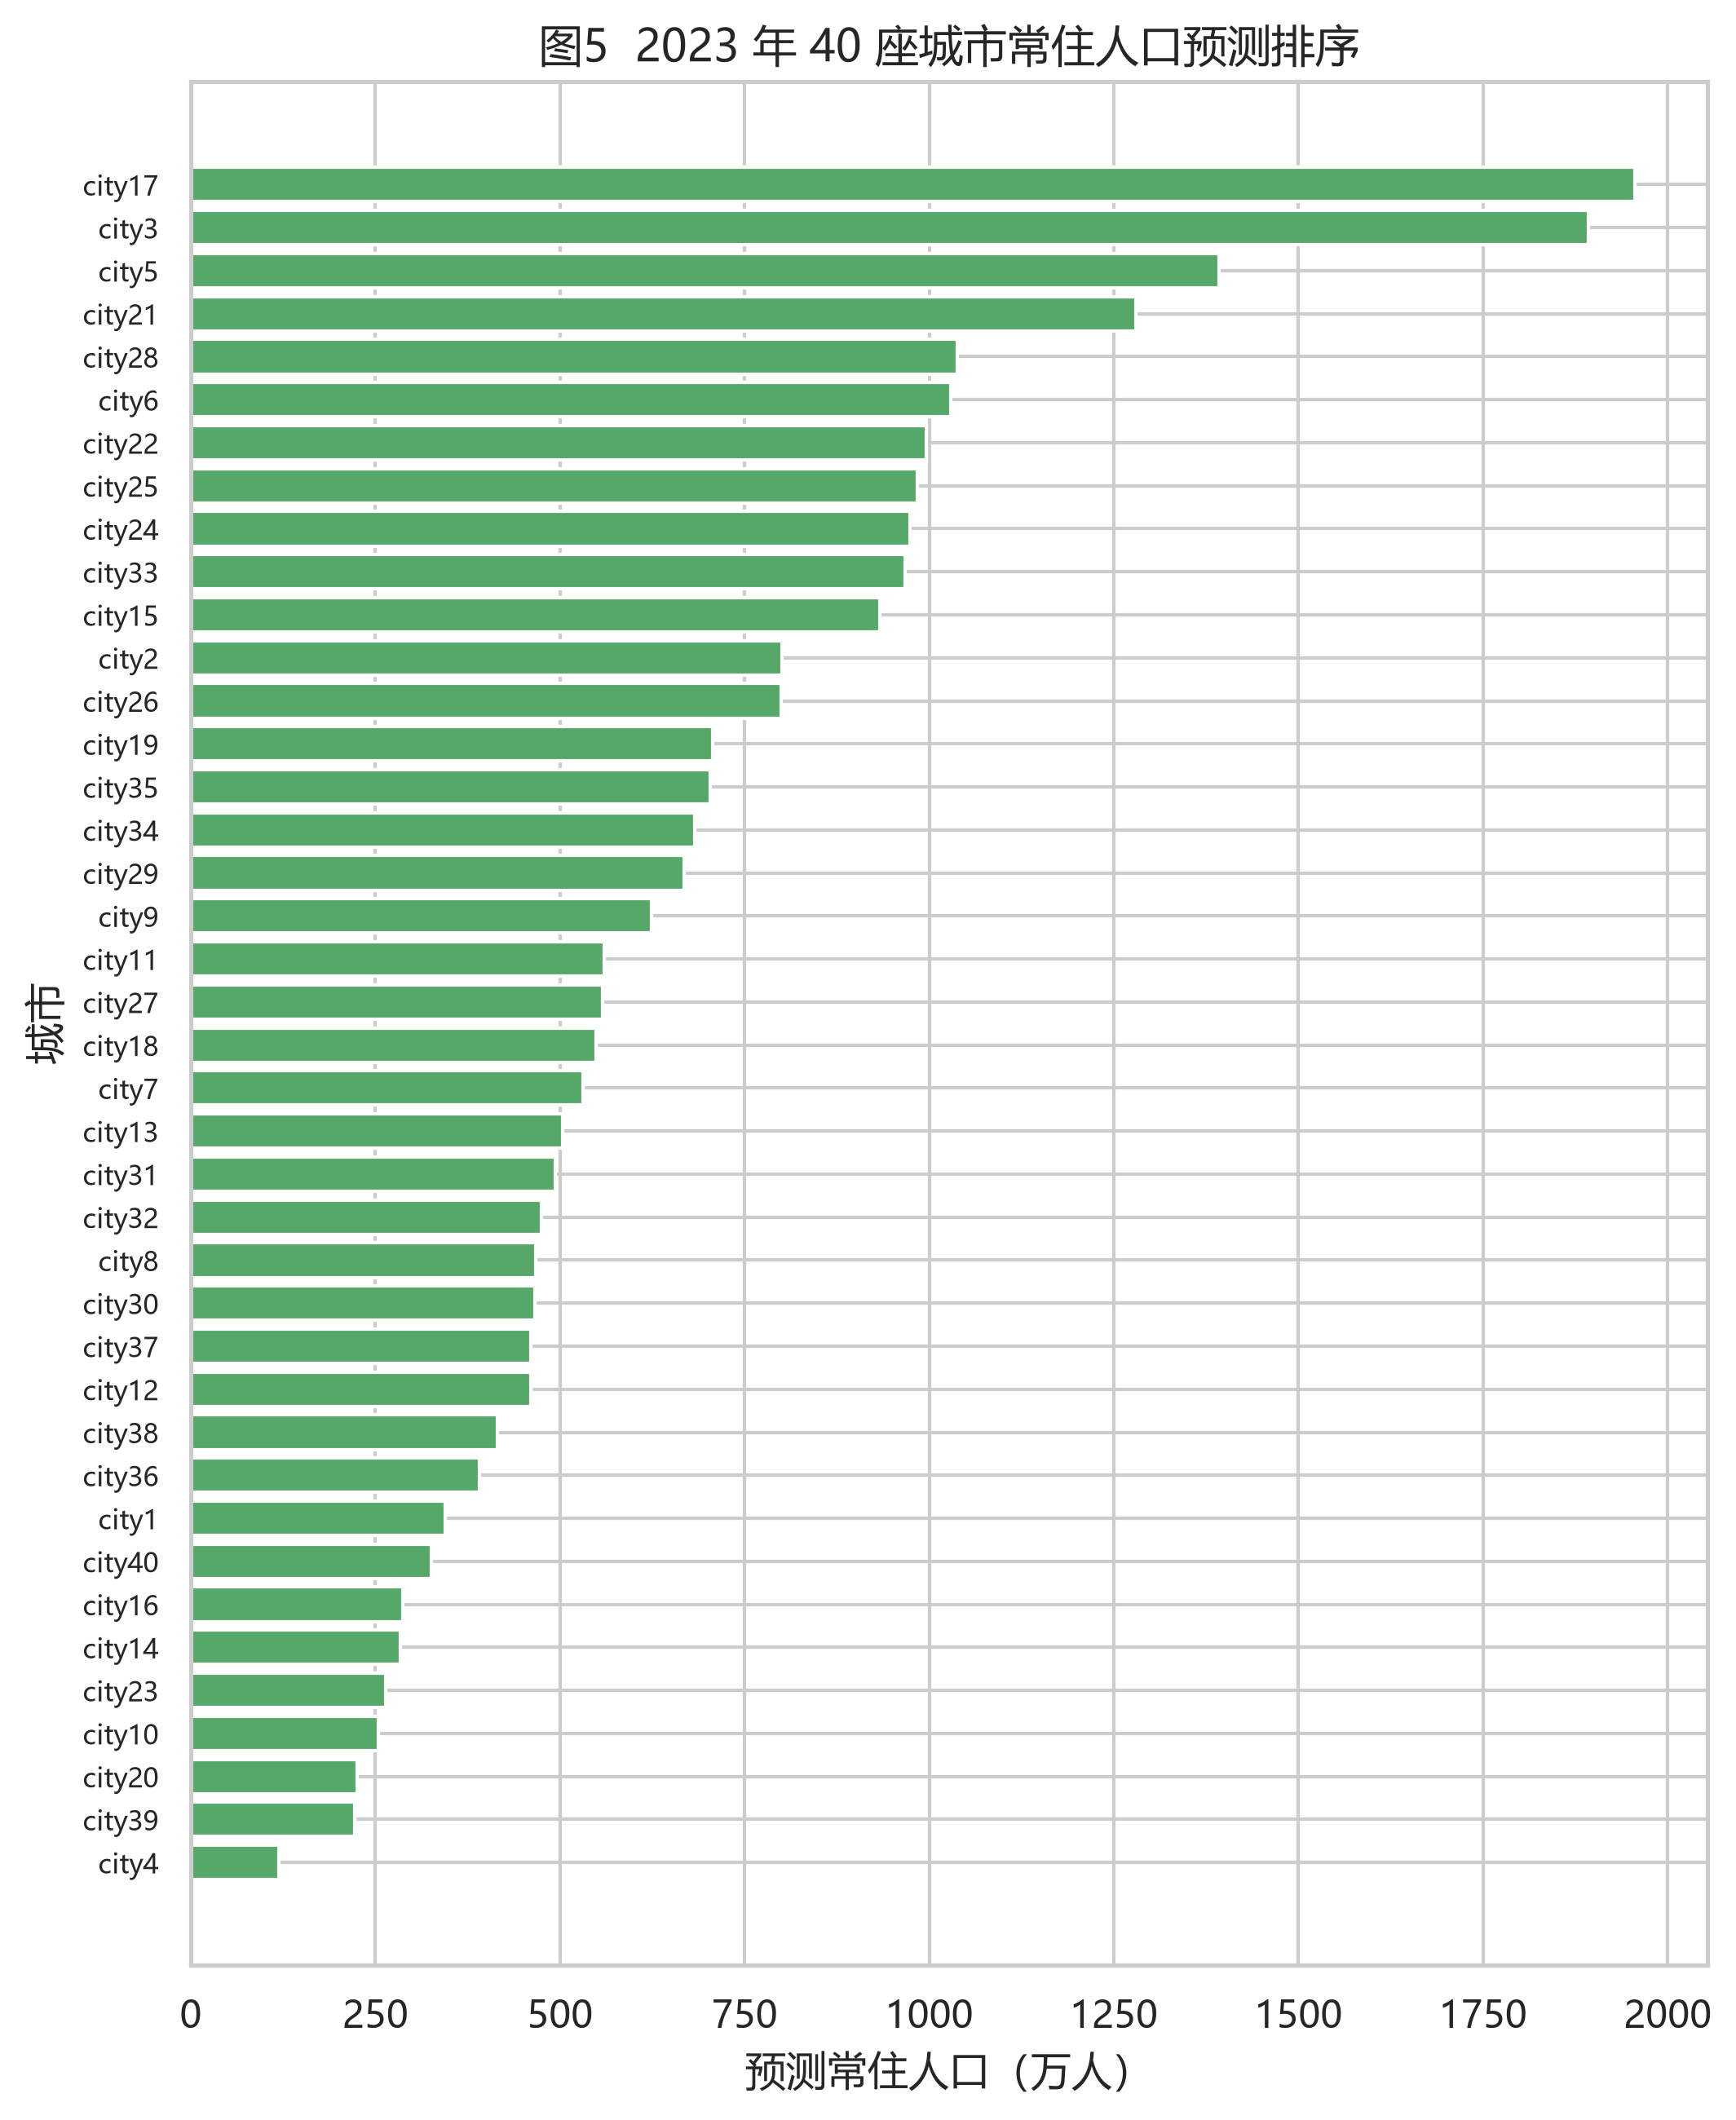 图5  2023 年 40 座城市常住人口预测排序
city17
city3
city5
city21
city28
city6
city22
city25
city24
city33
city15
city2
city26
city19
city35
city34
city29
city9
city11
city27
city18
city7
city13
city31
city32
city8
city30
city37
city12
city38
city36
city1
city40
city16
city14
city23
city10
city20
city39
city4
城市
0 250 500 750 1000 1250 1500 1750 2000
预测常住人口（万人）